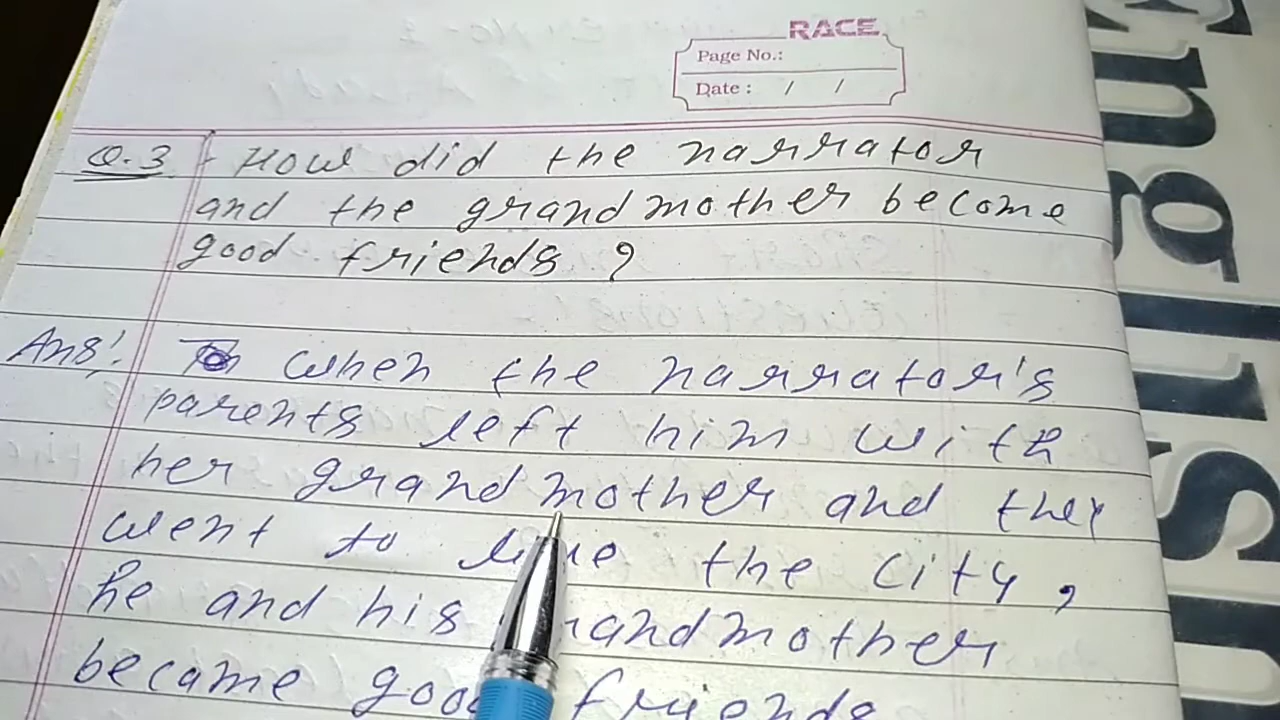 RACE
Page No.:
Date : / /
Q.3 - How did the narrator
and the grandmother become
good friends ?
Ans!. When the narrator's
parents left him with
her grandmother and they
went to the city,
he and his grandmother
became good friends
English